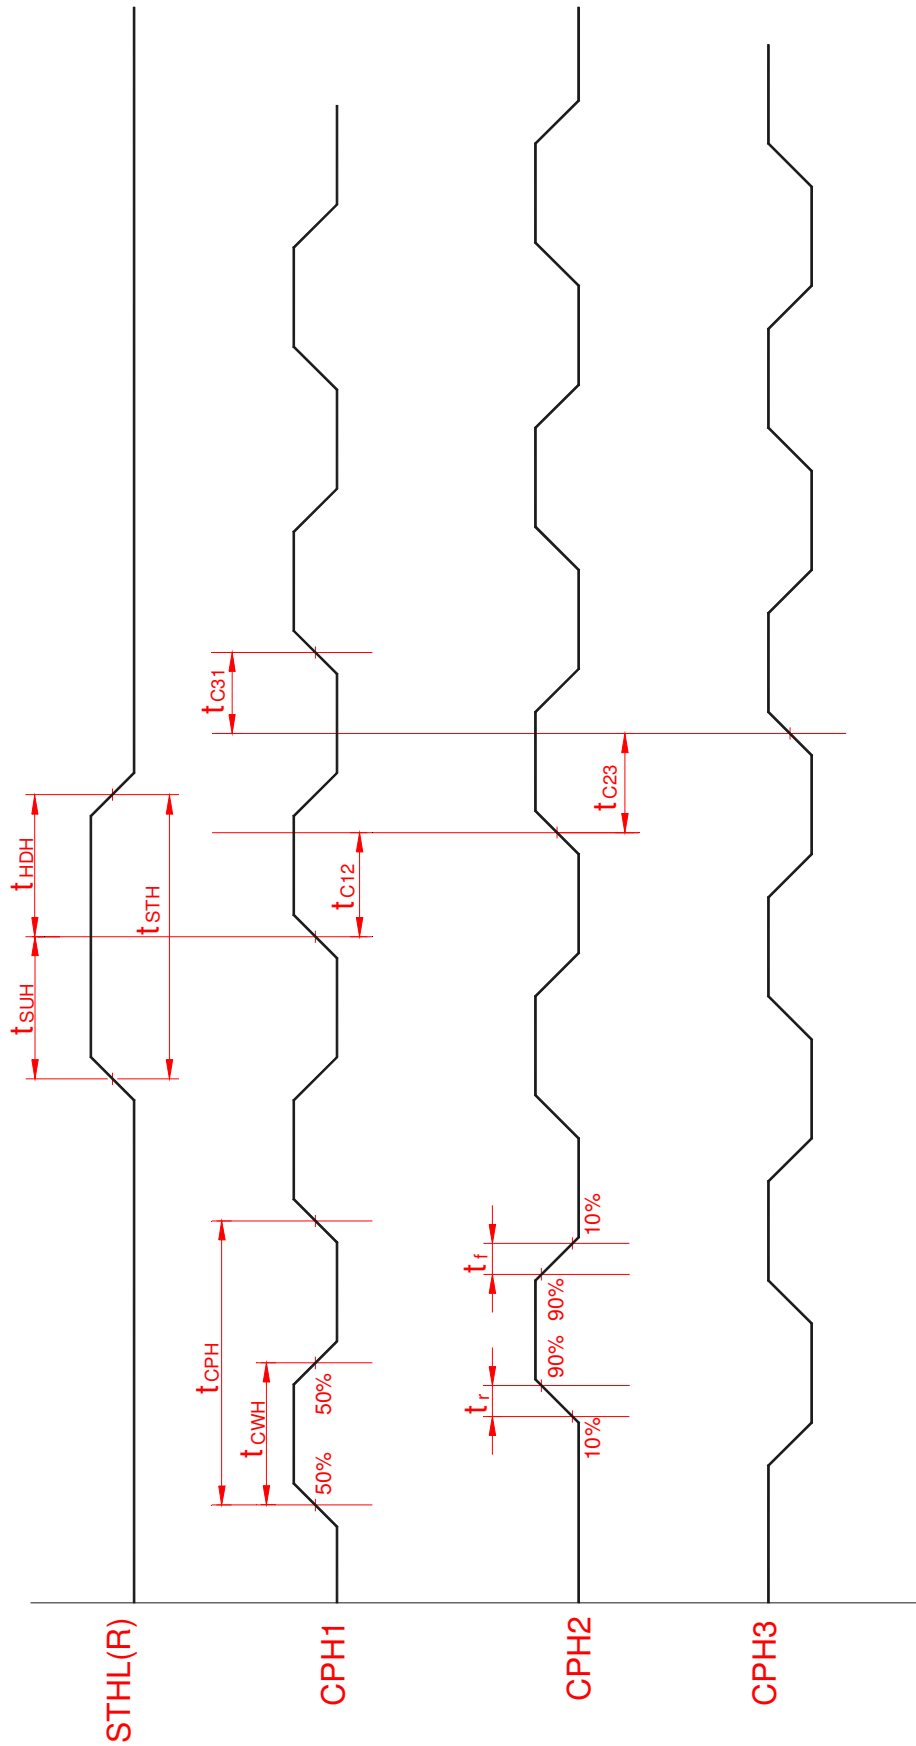 STHL(R)
tSUH
tHDH
tSTH
CPH1
tCPH
tCWH
50%
50%
tC12
tC31
CPH2
tr
tf
10%
90%
90%
10%
tC23
CPH3